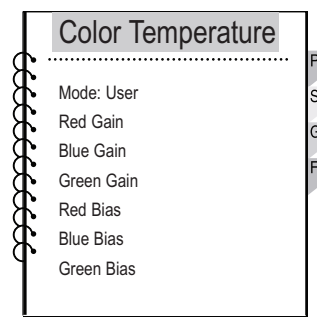 Color Temperature
Mode: User
Red Gain
Blue Gain
Green Gain
Red Bias
Blue Bias
Green Bias
P
S
G
F